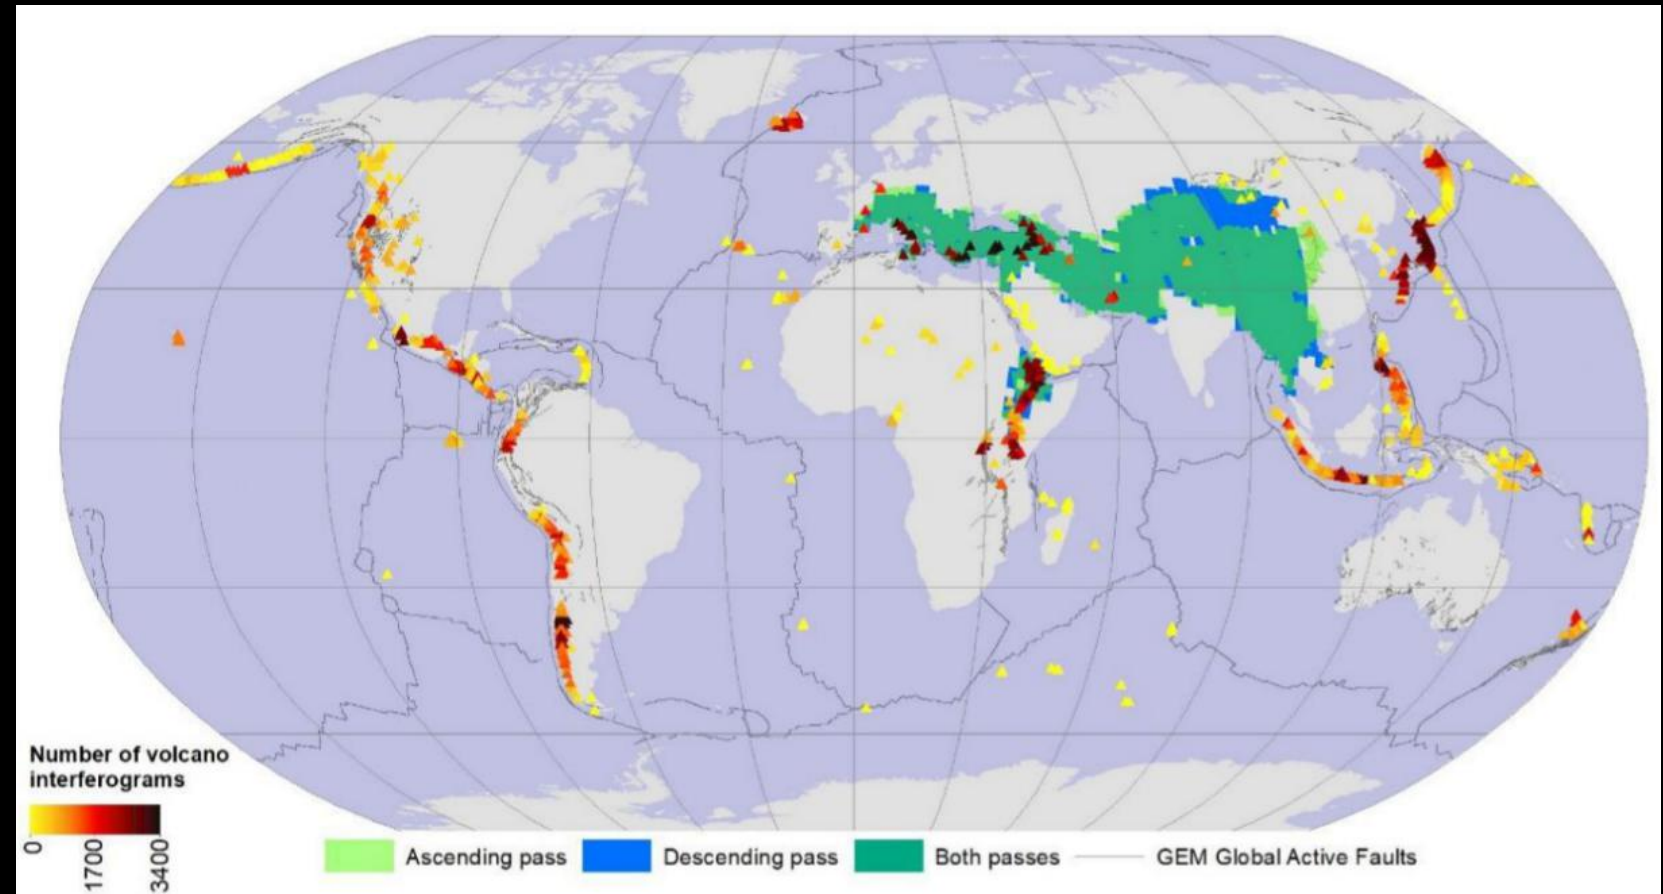 Number of volcano
interferograms
0
1700
3400
Ascending pass
Descending pass
Both passes
GEM Global Active Faults